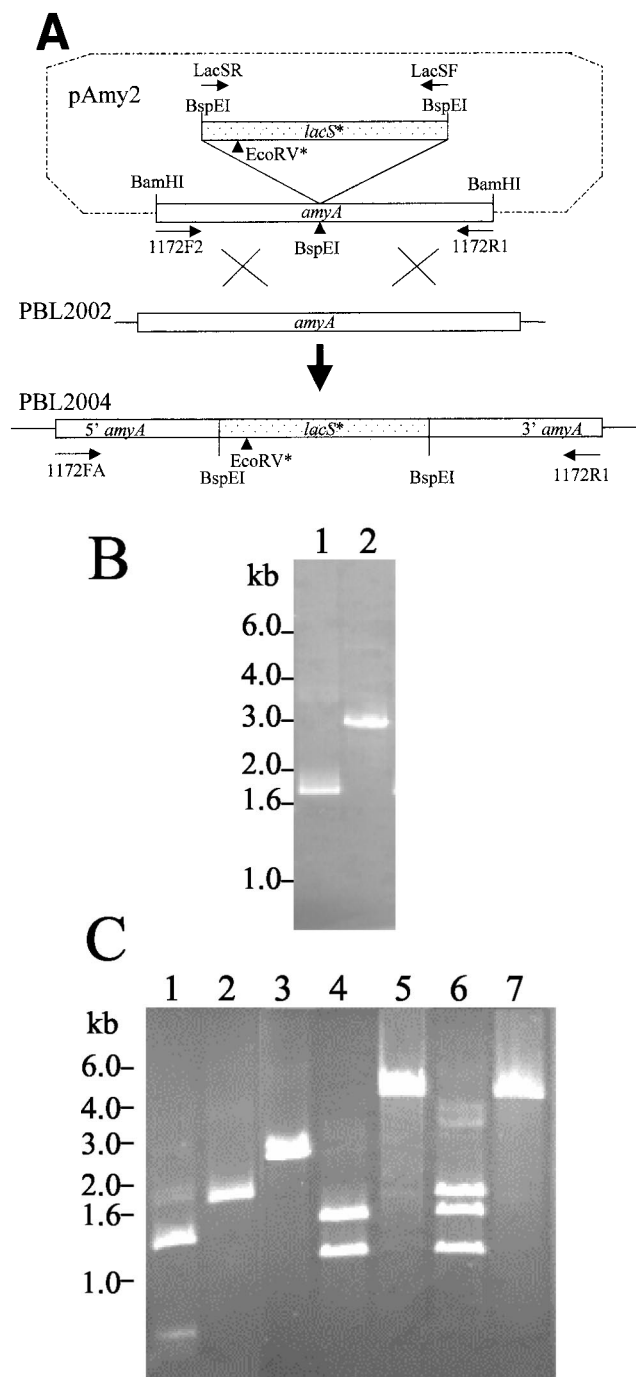 A
LacSR LacSF
pAmy2
BspEI BspEI
lacS*
EcoRV*
BamHI BamHI
amyA
1172F2 BspEI 1172R1
PBL2002
amyA
PBL2004
5' amyA lacS* 3' amyA
EcoRV*
1172FA BspEI BspEI 1172R1
B
1 2
kb
6.0
4.0
3.0
2.0
1.6
1.0
C
1 2 3 4 5 6 7
kb
6.0
4.0
3.0
2.0
1.6
1.0